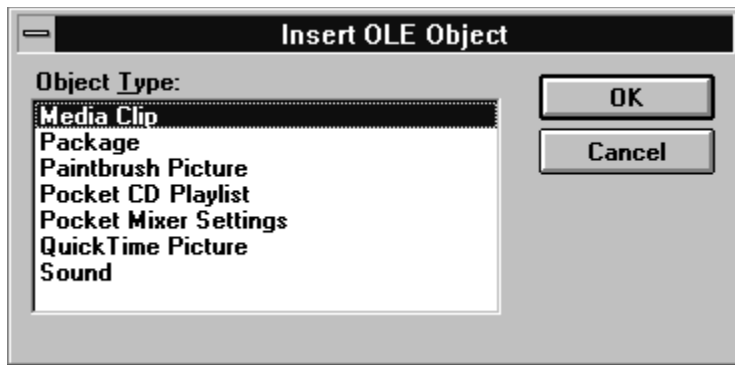 Insert OLE Object
Object Type:
Media Clip
Package
Paintbrush Picture
Pocket CD Playlist
Pocket Mixer Settings
QuickTime Picture
Sound
OK
Cancel